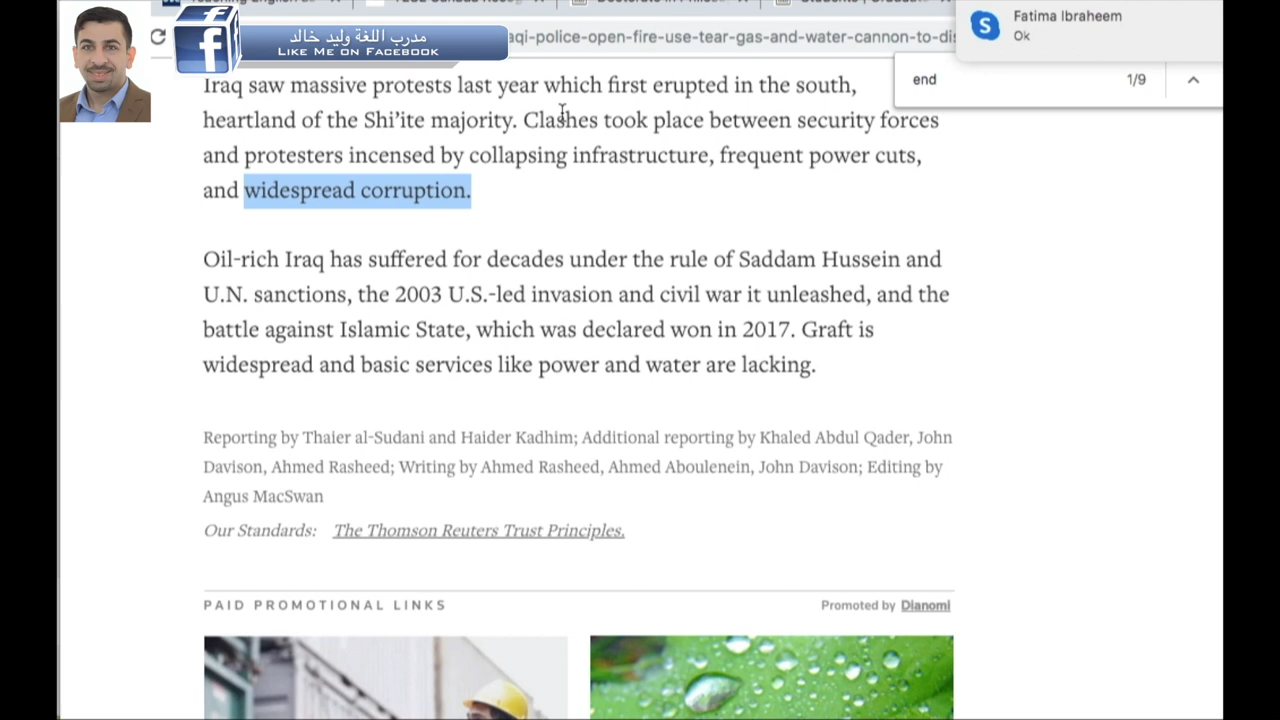 Fatima Ibraheem
Ok
مدرب اللغة وليد خالد
LIKE ME ON FACEBOOK
aqi-police-open-fire-use-tear-gas-and-water-cannon-to-dis
end
1/9
Iraq saw massive protests last year which first erupted in the south,
heartland of the Shi’ite majority. Clashes took place between security forces
and protesters incensed by collapsing infrastructure, frequent power cuts,
and widespread corruption.
Oil-rich Iraq has suffered for decades under the rule of Saddam Hussein and
U.N. sanctions, the 2003 U.S.-led invasion and civil war it unleashed, and the
battle against Islamic State, which was declared won in 2017. Graft is
widespread and basic services like power and water are lacking.
Reporting by Thaier al-Sudani and Haider Kadhim; Additional reporting by Khaled Abdul Qader, John
Davison, Ahmed Rasheed; Writing by Ahmed Rasheed, Ahmed Aboulenein, John Davison; Editing by
Angus MacSwan
Our Standards: The Thomson Reuters Trust Principles.
PAID PROMOTIONAL LINKS
Promoted by Dianomi